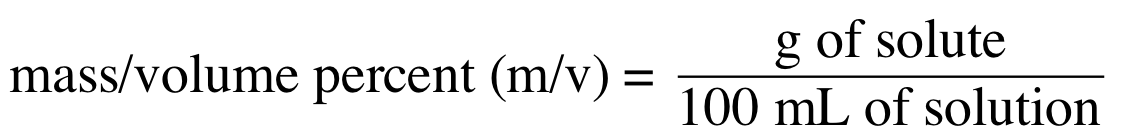 mass/volume percent (m/v) = g of solute
100 mL of solution